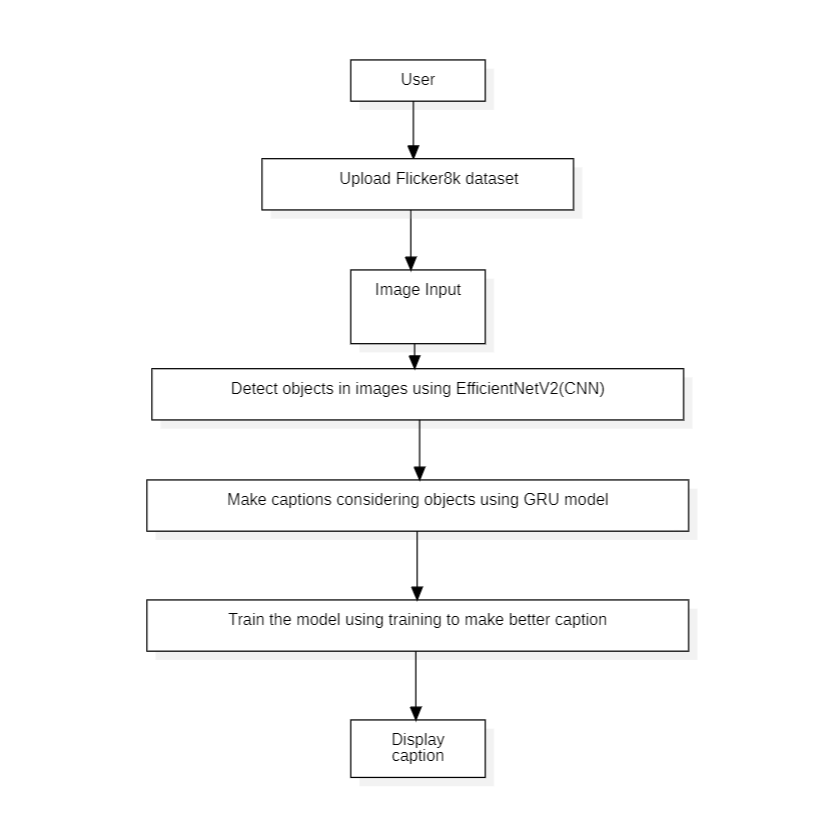 User
Upload Flicker8k dataset
Image Input
Detect objects in images using EfficientNetV2(CNN)
Make captions considering objects using GRU model
Train the model using training to make better caption
Display
caption